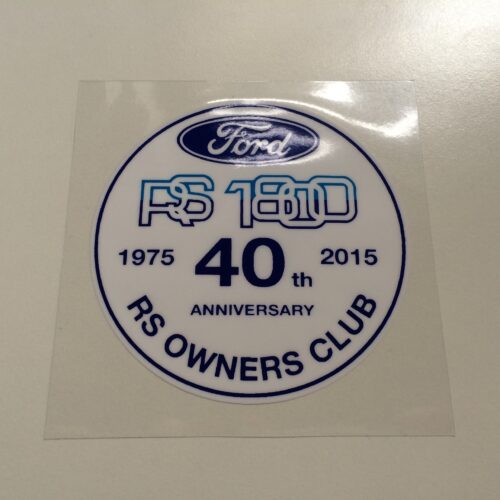 Ford
RS 1800
1975 40th 2015
ANNIVERSARY
RS OWNERS CLUB